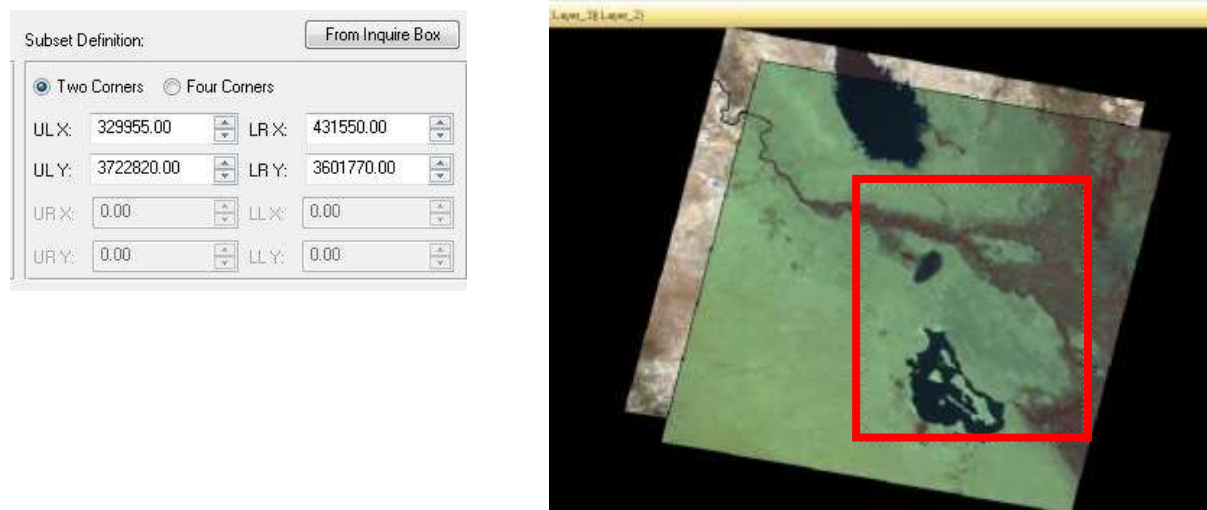 Subset Definition:
From Inquire Box
Two Corners
Four Corners
UL X: 329955.00 LR X: 431550.00
UL Y: 3722820.00 LR Y: 3601770.00
UR X: 0.00 LL X: 0.00
UR Y: 0.00 LL Y: 0.00